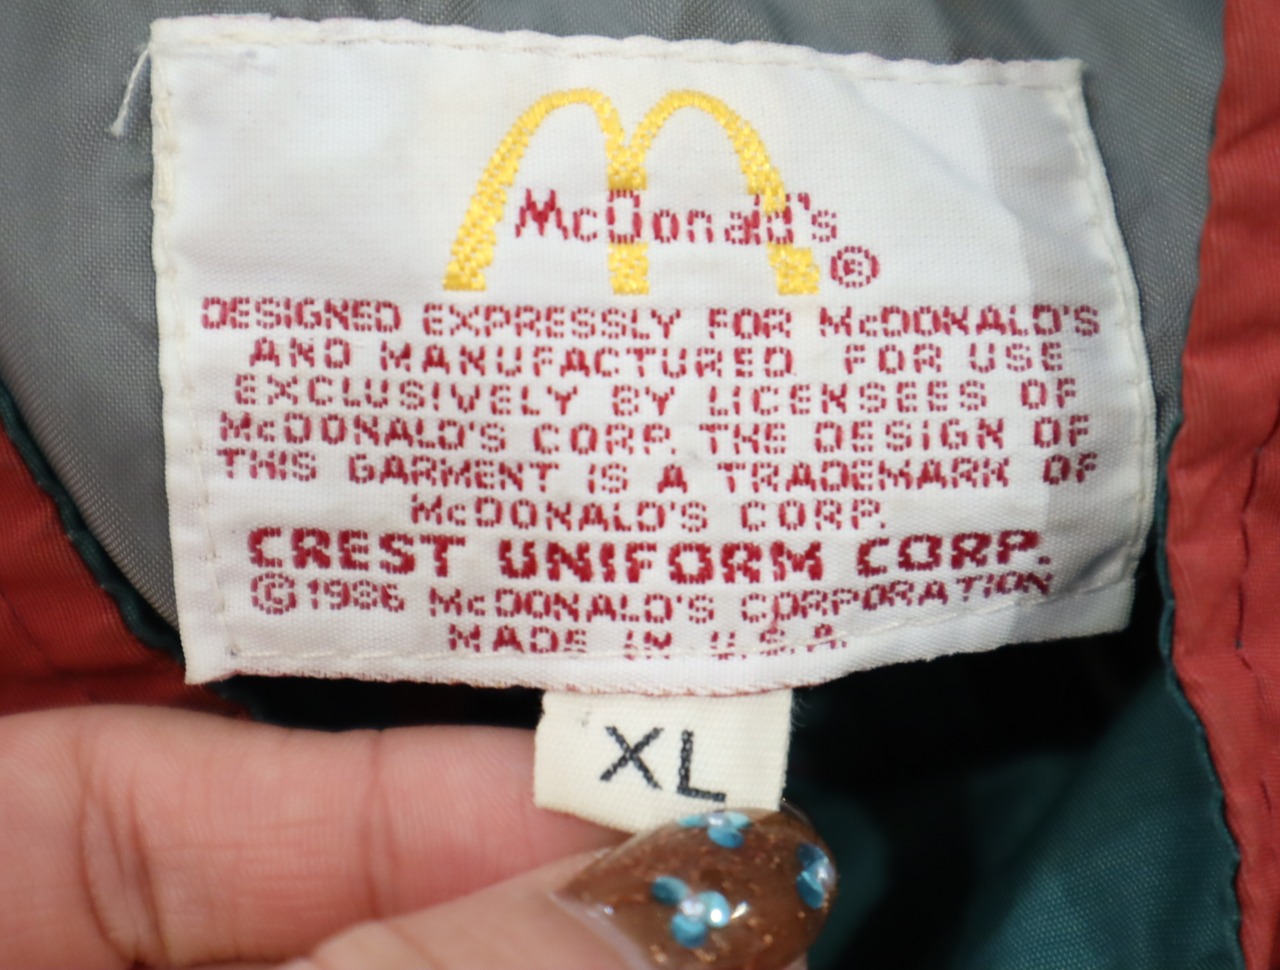 McDonald's ®
DESIGNED EXPRESSLY FOR McDONALD'S
AND MANUFACTURED FOR USE
EXCLUSIVELY BY LICENSEES OF
McDONALD'S CORP. THE DESIGN OF
THIS GARMENT IS A TRADEMARK OF
McDONALD'S CORP.
CREST UNIFORM CORP.
© 1986 McDONALD'S CORPORATION
MADE IN U.S.A.
XL